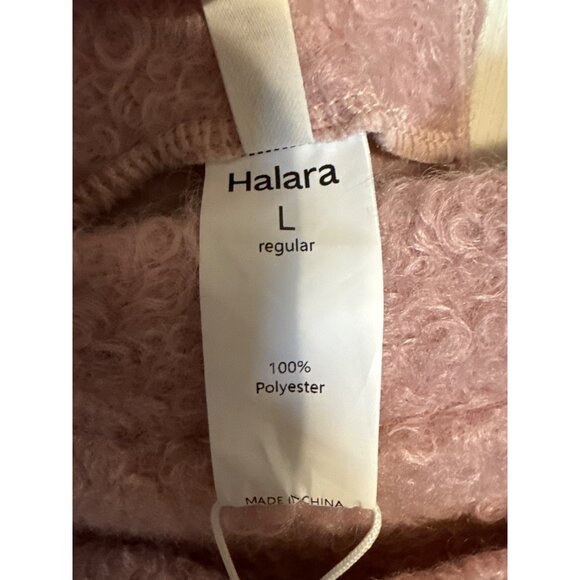 Halara
L
regular
100%
Polyester
MADE IN CHINA